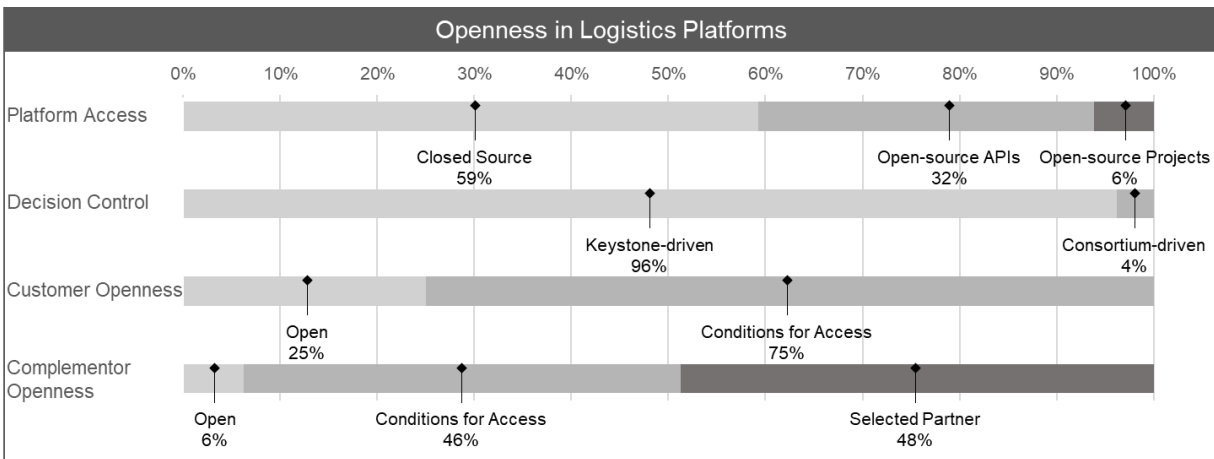 Openness in Logistics Platforms
0% 10% 20% 30% 40% 50% 60% 70% 80% 90% 100%
Platform Access
Closed Source Open-source APIs Open-source Projects
59% 32% 6%
Decision Control
Keystone-driven Consortium-driven
96% 4%
Customer Openness
Open Conditions for Access
25% 75%
Complementor
Openness
Open Conditions for Access Selected Partner
6% 46% 48%